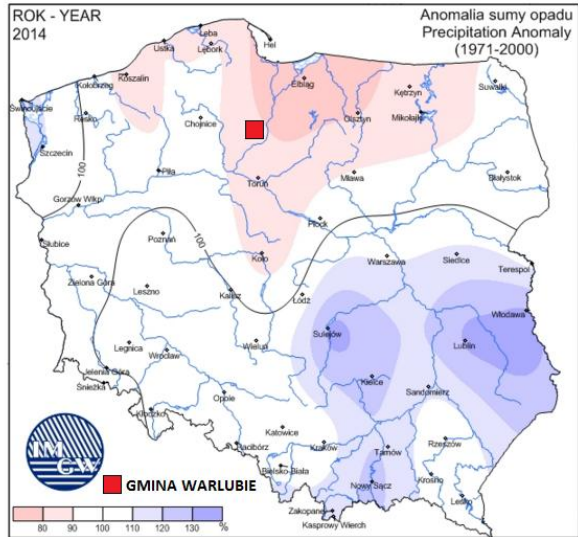 ROK - YEAR
2014
Anomalia sumy opadu
Precipitation Anomaly
(1971-2000)
Łeba
Hel
Ustka
Lębork
Koszalin
Kołobrzeg
Elbląg
Kętrzyn
Suwałki
Świnoujście
Resko
Chojnice
Olsztyn
Mikołajki
Szczecin
100
Piła
Toruń
Mława
Białystok
Gorzów Wlkp.
Płock
Słubice
Poznań
100
Koło
Warszawa
Siedlce
Terespol
Zielona Góra
Leszno
Kalisz
Łódź
Włodawa
Sulejów
Legnica
Wrocław
Wieluń
Lublin
Jelenia Góra
Śnieżka
Kielce
Opole
Sandomierz
Kłodzko
Katowice
Racibórz
Kraków
Tarnów
Rzeszów
Bielsko-Biała
Nowy Sącz
Krosno
Lesko
Zakopane
Kasprowy Wierch
IM
GW
GMINA WARLUBIE
80 90 100 110 120 130 %